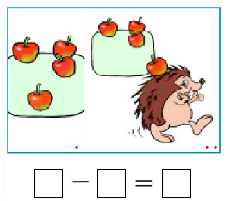 □ − □ = □